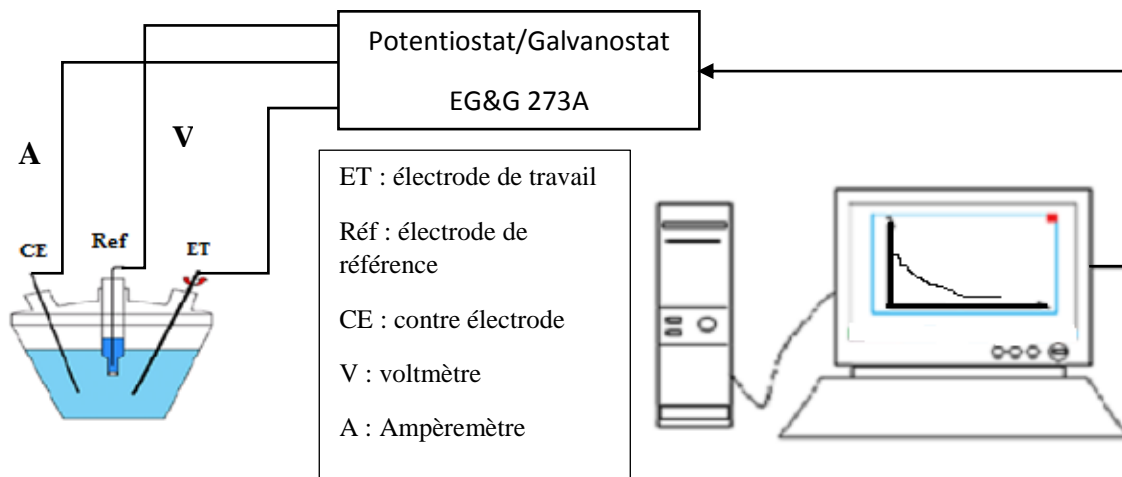 Potentiostat/Galvanostat
EG&G 273A
A
V
CE
Ref
ET
ET : électrode de travail
Réf : électrode de
référence
CE : contre électrode
V : voltmètre
A : Ampèremètre